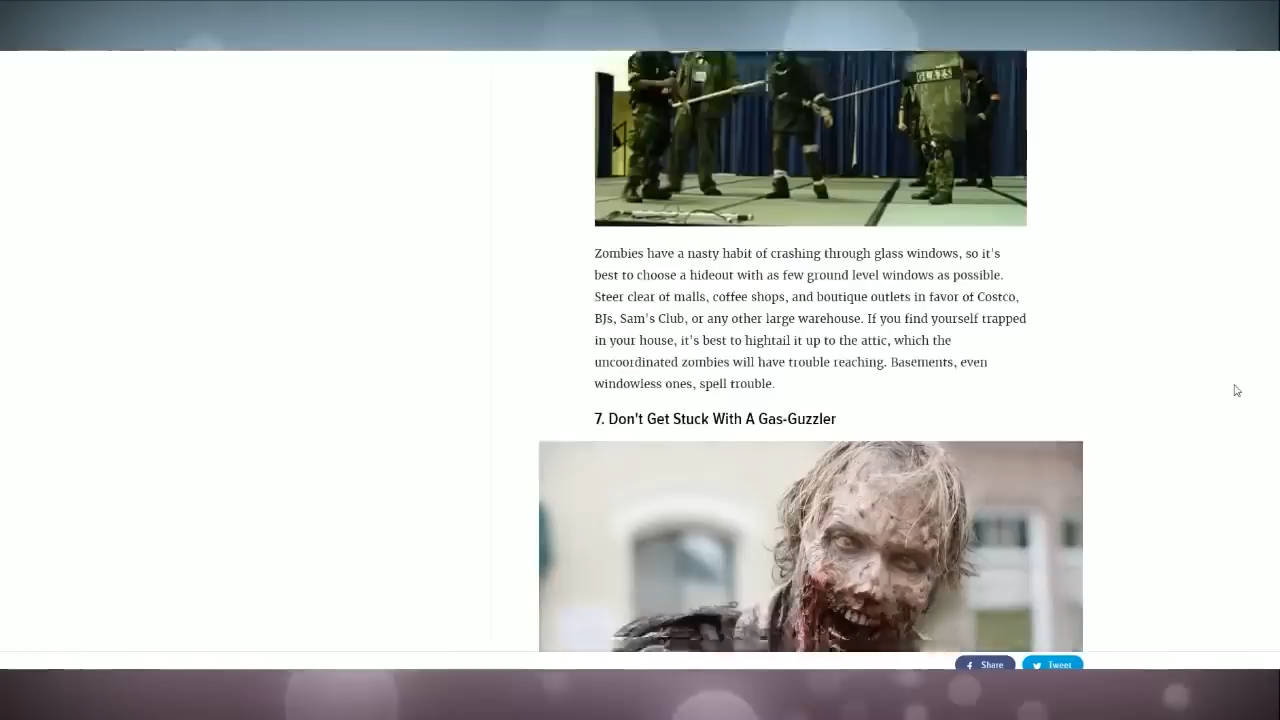 GLAES
Zombies have a nasty habit of crashing through glass windows, so it's
best to choose a hideout with as few ground level windows as possible.
Steer clear of malls, coffee shops, and boutique outlets in favor of Costco,
BJs, Sam's Club, or any other large warehouse. If you find yourself trapped
in your house, it's best to hightail it up to the attic, which the
uncoordinated zombies will have trouble reaching. Basements, even
windowless ones, spell trouble.
7. Don't Get Stuck With A Gas-Guzzler
Share Tweet